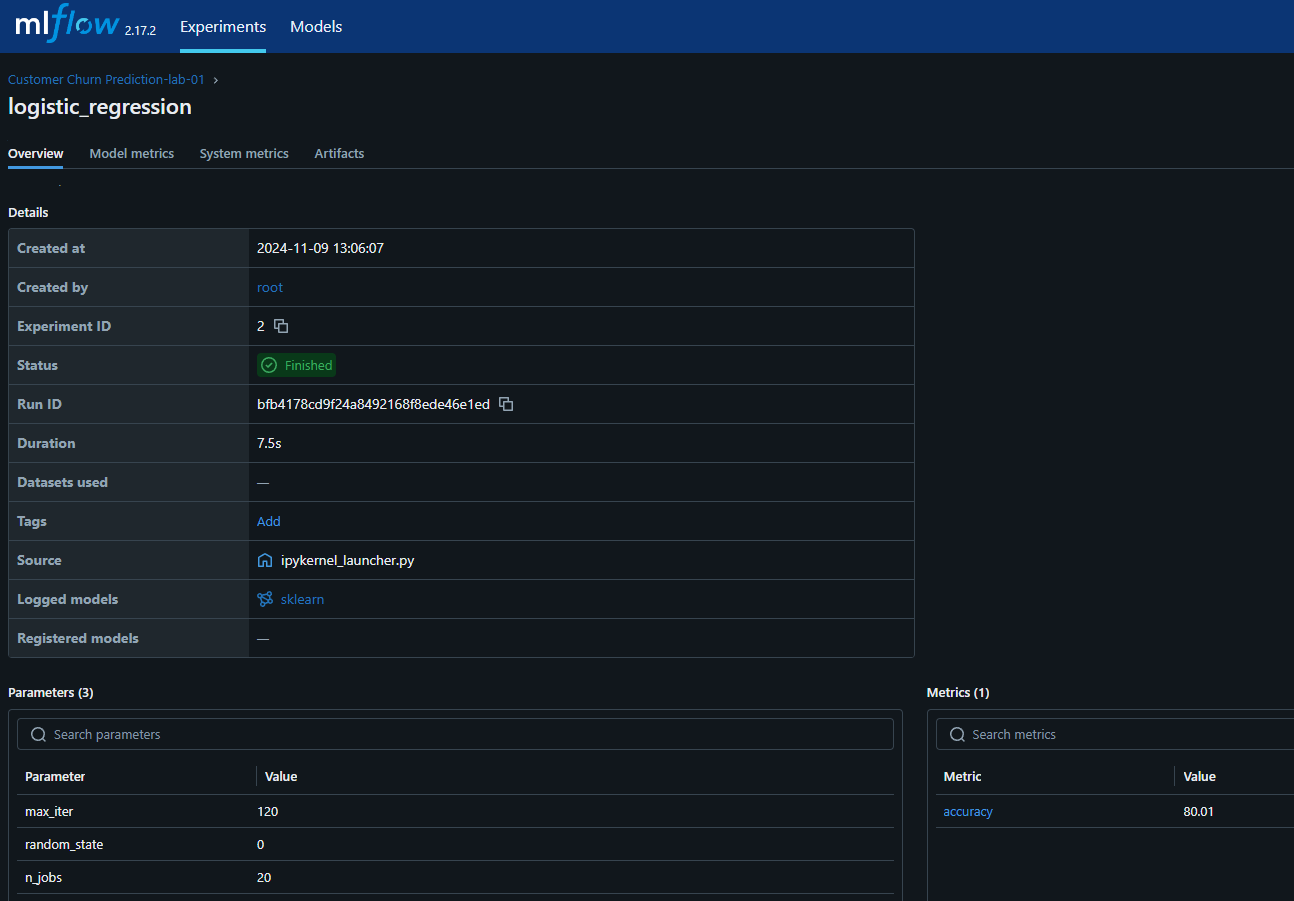 mlflow 2.17.2 Experiments Models
Customer Churn Prediction-lab-01 ›
logistic_regression
Overview Model metrics System metrics Artifacts
Details
Created at 2024-11-09 13:06:07
Created by root
Experiment ID 2
Status Finished
Run ID bfb4178cd9f24a8492168f8ede46e1ed
Duration 7.5s
Datasets used —
Tags Add
Source ipykernel_launcher.py
Logged models sklearn
Registered models —
Parameters (3) Metrics (1)
Search parameters Search metrics
Parameter Value Metric Value
max_iter 120 accuracy 80.01
random_state 0
n_jobs 20